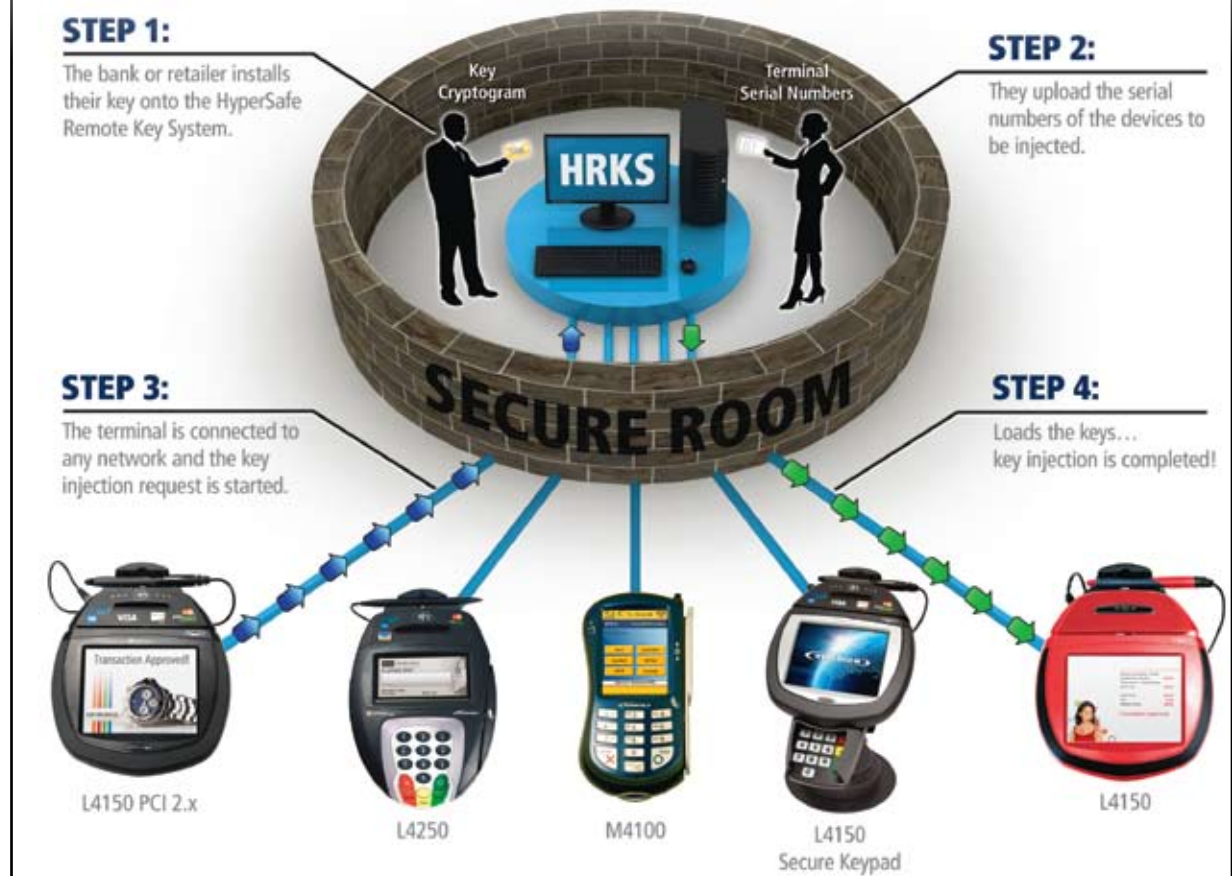 STEP 1:
The bank or retailer installs
their key onto the HyperSafe
Remote Key System.
Key
Cryptogram
Terminal
Serial Numbers
STEP 2:
They upload the serial
numbers of the devices to
be injected.
HRKS
SECURE ROOM
STEP 3:
The terminal is connected to
any network and the key
injection request is started.
STEP 4:
Loads the keys...
key injection is completed!
VISA
Transaction Approved!
L4150 PCI 2.x
L4250
M4100
L4150
Secure Keypad
L4150